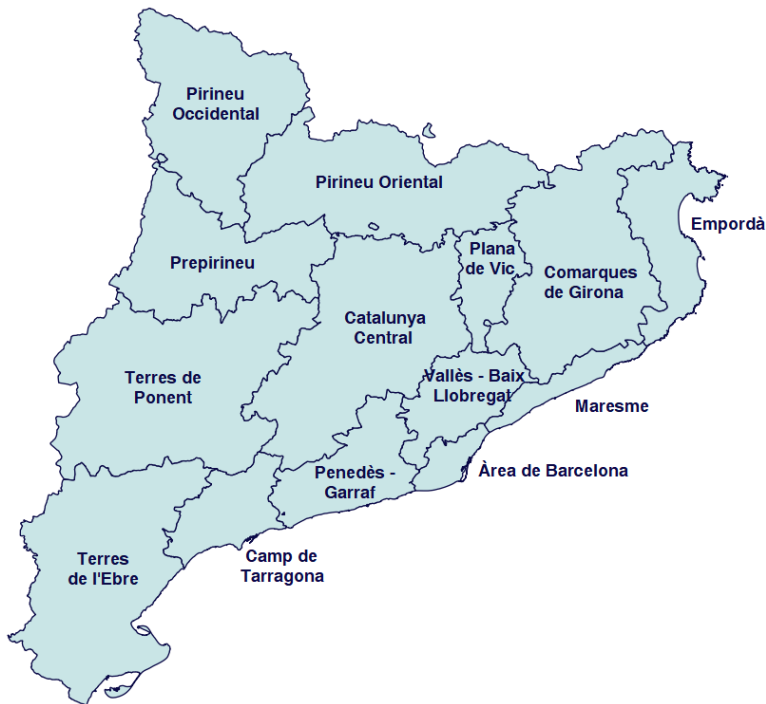 Pirineu
Occidental
Pirineu Oriental
Empordà
Plana
de Vic
Prepirineu
Comarques
de Girona
Catalunya
Central
Terres de
Ponent
Vallès - Baix
Llobregat
Maresme
Penedès -
Garraf
Àrea de Barcelona
Terres
de l'Ebre
Camp de
Tarragona